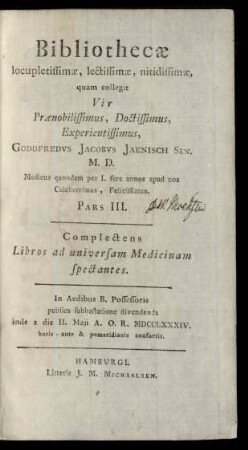 Bibliothecæ
locupletissimæ, lectissimæ, nitidissimæ,
quam collegit
Vir
Prænobilissimus, Doctissimus,
Experientissimus,
GODOFREDVS JACOBVS JAENISCH SEN.
M. D.
Medicus quondam per L fere annos apud nos
Celeberrimus, Felicissimus.
PARS III.
Complectens
Libros ad universam Medicinam
spectantes.
In Aedibus B. Possessoris
publica subhastatione divendenda
inde a die II. Maji A. O. R. MDCCLXXXIV.
horis ante & pomeridianis consuetis.
HAMBURGI,
Litteris J. M. MICHAELSEN.